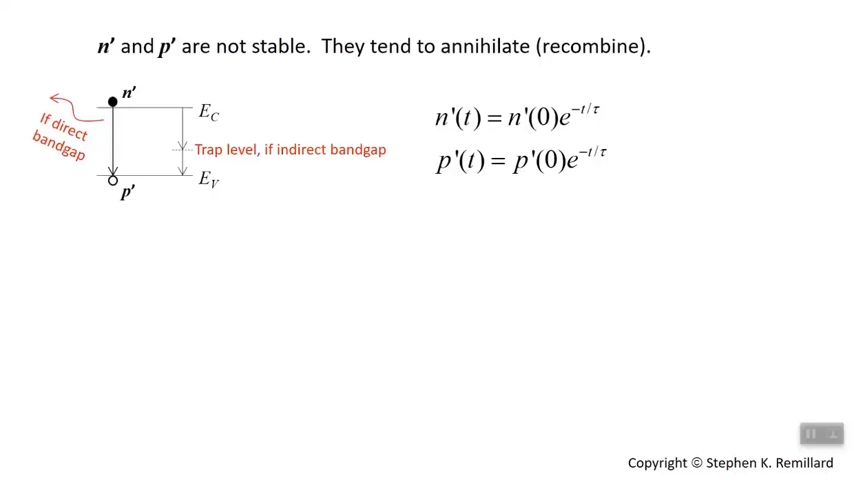 n' and p' are not stable. They tend to annihilate (recombine).
n'
If direct
bandgap
E_C
Trap level, if indirect bandgap
E_V
p'
n'(t) = n'(0)e^{-t/τ}
p'(t) = p'(0)e^{-t/τ}
Copyright © Stephen K. Remillard